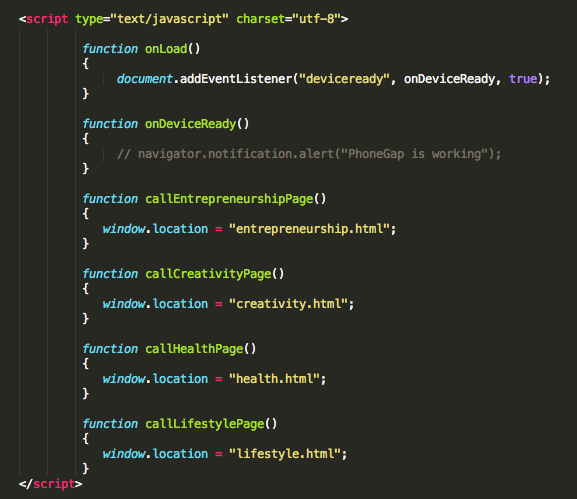 <script type="text/javascript" charset="utf-8">
function onLoad()
{
document.addEventListener("deviceready", onDeviceReady, true);
}
function onDeviceReady()
{
// navigator.notification.alert("PhoneGap is working");
}
function callEntrepreneurshipPage()
{
window.location = "entrepreneurship.html";
}
function callCreativityPage()
{
window.location = "creativity.html";
}
function callHealthPage()
{
window.location = "health.html";
}
function callLifestylePage()
{
window.location = "lifestyle.html";
}
</script>